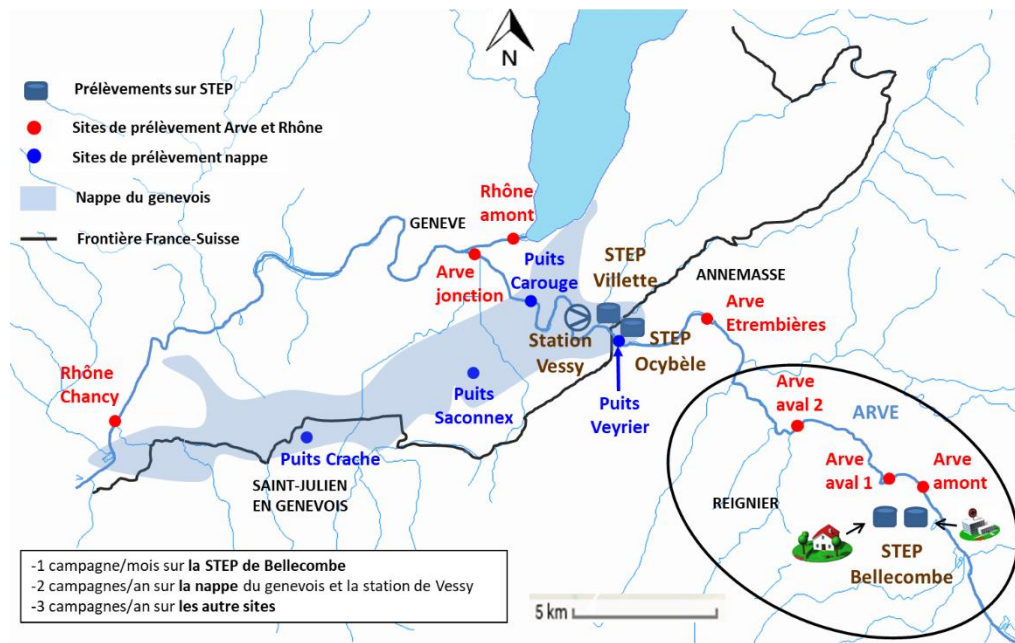 N
Prélèvements sur STEP
Sites de prélèvement Arve et Rhône
Sites de prélèvement nappe
Nappe du genevois
Frontière France-Suisse
GENEVE
Rhône
amont
Arve
jonction
Puits
Carouge
STEP
Villette
ANNEMASSE
Arve
Etrembières
Station
Vessy
STEP
Ocybèle
Rhône
Chancy
Puits
Saconnex
Puits
Veyrier
Puits Crache
SAINT-JULIEN
EN GENEVOIS
Arve
aval 2
ARVE
Arve
aval 1
Arve
amont
REIGNIER
STEP
Bellecombe
-1 campagne/mois sur la STEP de Bellecombe
-2 campagnes/an sur la nappe du genevois et la station de Vessy
-3 campagnes/an sur les autre sites
5 km